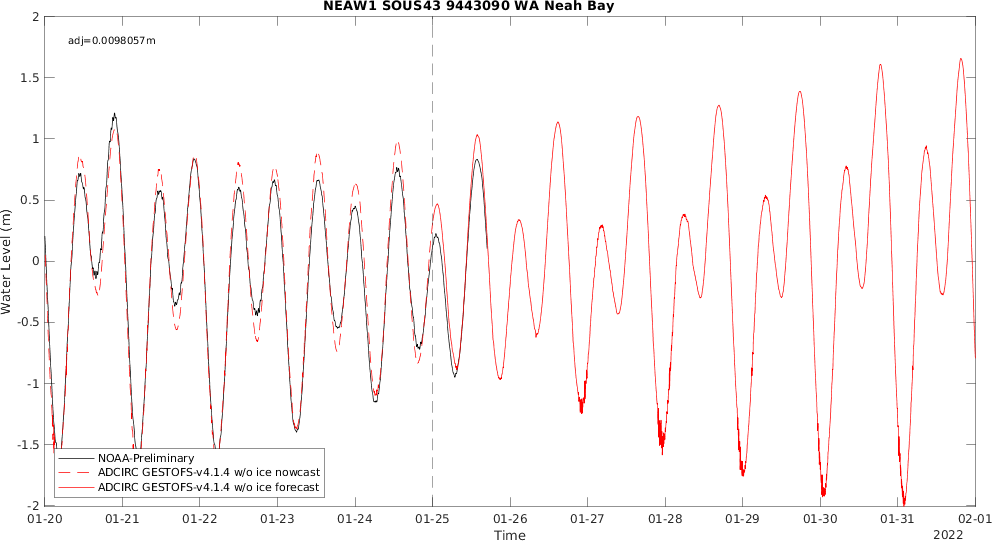 NEAW1 SOUS43 9443090 WA Neah Bay
adj=0.0098057m
Water Level (m)
2
1.5
1
0.5
0
-0.5
-1
-1.5
-2
NOAA-Preliminary
ADCIRC GESTOFS-v4.1.4 w/o ice nowcast
ADCIRC GESTOFS-v4.1.4 w/o ice forecast
01-20 01-21 01-22 01-23 01-24 01-25 01-26 01-27 01-28 01-29 01-30 01-31 02-01
Time
2022